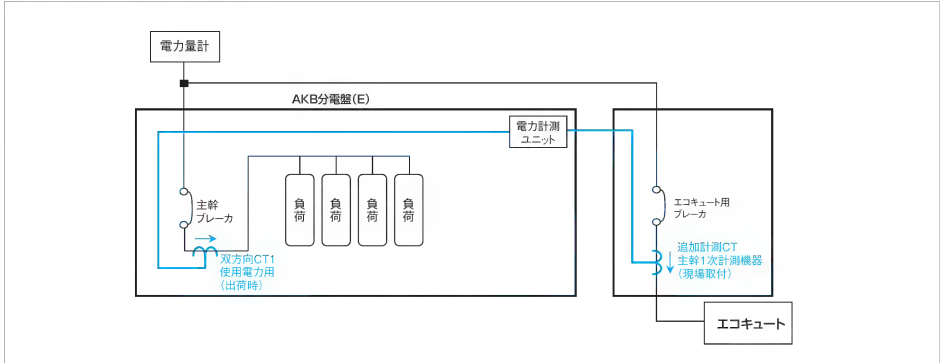 電力量計
AKB分電盤(E)
電力計測
ユニット
主幹
ブレーカ
負荷
負荷
負荷
負荷
エコキュート用
ブレーカ
双方向CT1
使用電力用
(出荷時)
追加計測CT
主幹1次計測機器
(現場取付)
エコキュート